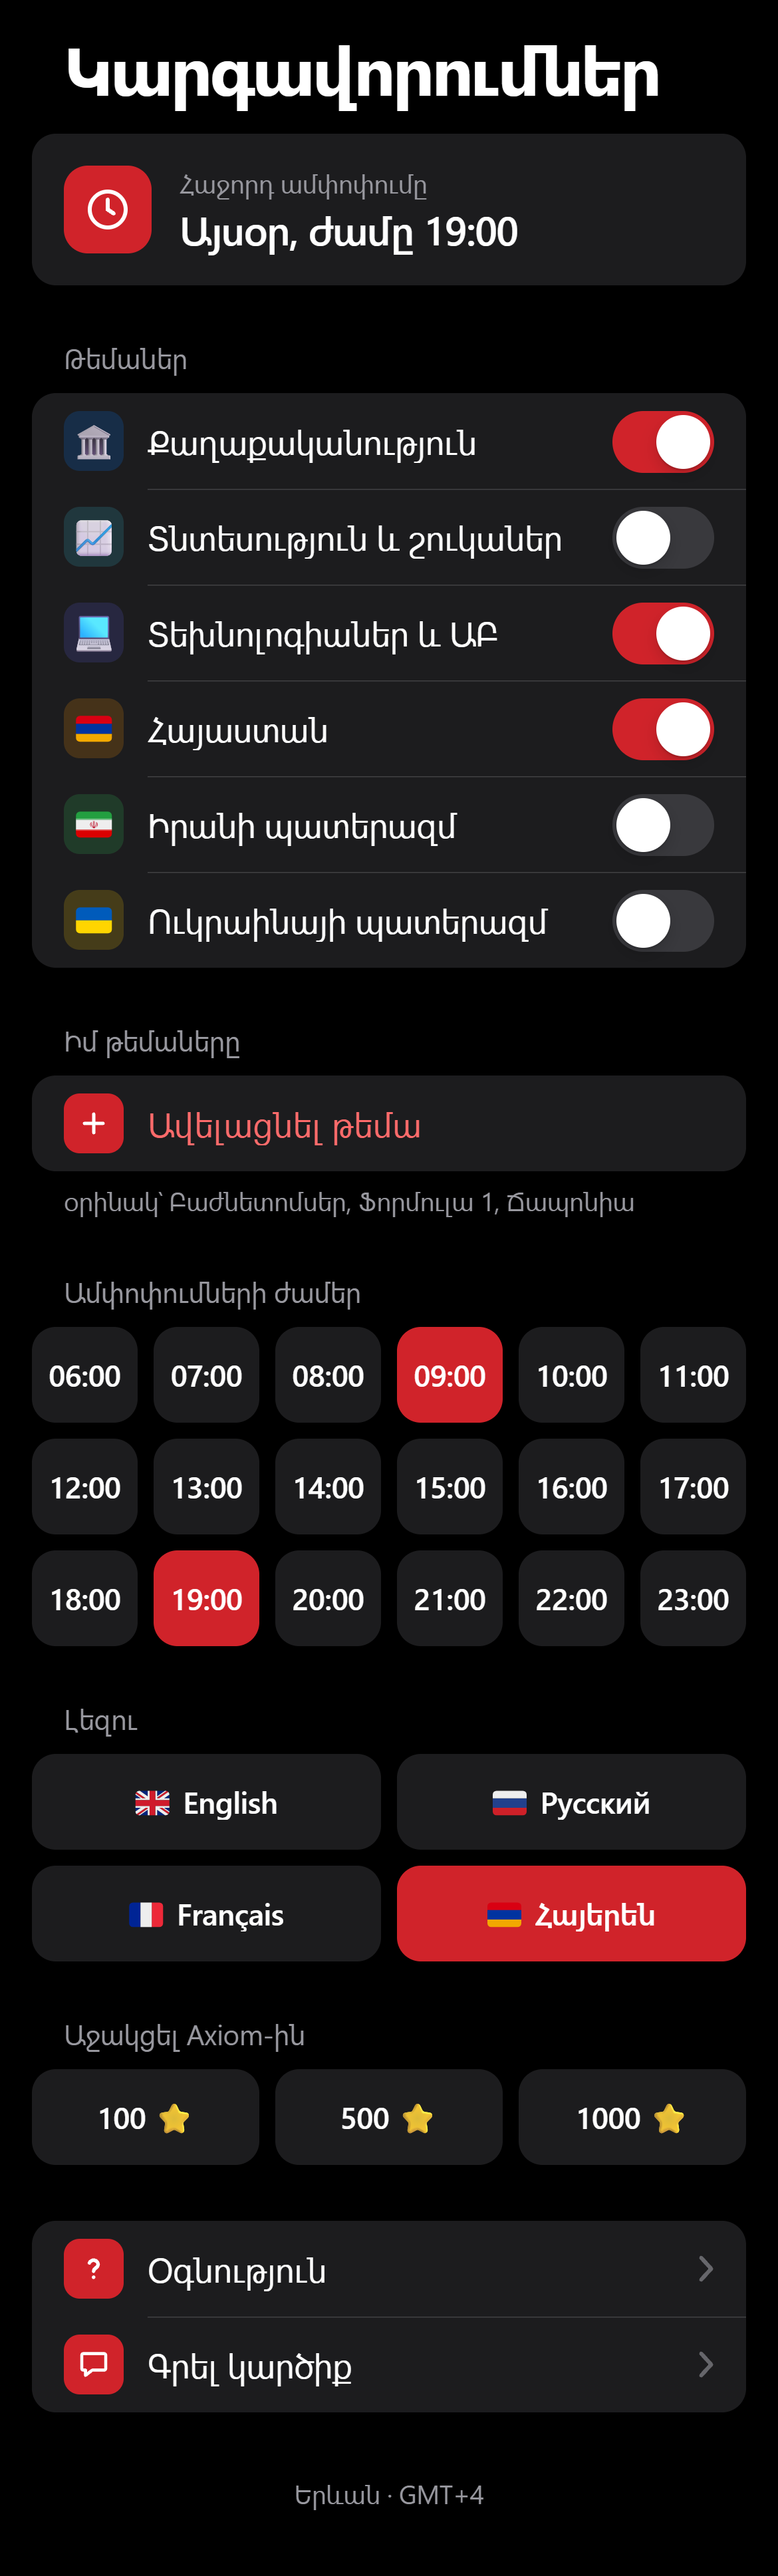 Կարգավորումներ
Հաջորդ ամփոփումը
Այսօր, ժամը 19:00
Թեմաներ
Քաղաքականություն
Տնտեսություն և շուկաներ
Տեխնոլոգիաներ և ԱԲ
Հայաստան
Իրանի պատերազմ
Ուկրաինայի պատերազմ
Իմ թեմաները
Ավելացնել թեմա
օրինակ՝ Բաժնետոմսեր, Ֆորմուլա 1, Ճապոնիա
Ամփոփումների ժամեր
06:00 07:00 08:00 09:00 10:00 11:00
12:00 13:00 14:00 15:00 16:00 17:00
18:00 19:00 20:00 21:00 22:00 23:00
Լեզու
English Русский
Français Հայերեն
Աջակցել Axiom-ին
100 500 1000
Օգնություն
Գրել կարծիք
Երևան · GMT+4